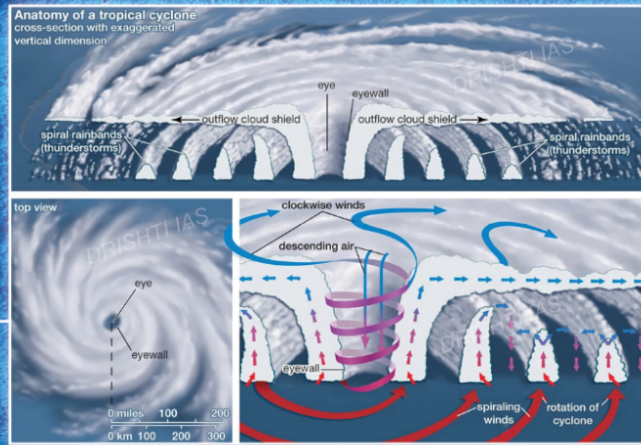 Anatomy of a tropical cyclone
cross-section with exaggerated
vertical dimension
DRISHTI IAS
eye
eyewall
outflow cloud shield
outflow cloud shield
spiral rainbands
(thunderstorms)
spiral rainbands
(thunderstorms)
top view
DRISHTI IAS
eye
eyewall
0 miles 100 200
0 km 100 200 300
clockwise winds
descending air
DRISHTI IAS
eyewall
spiraling
winds
rotation of
cyclone